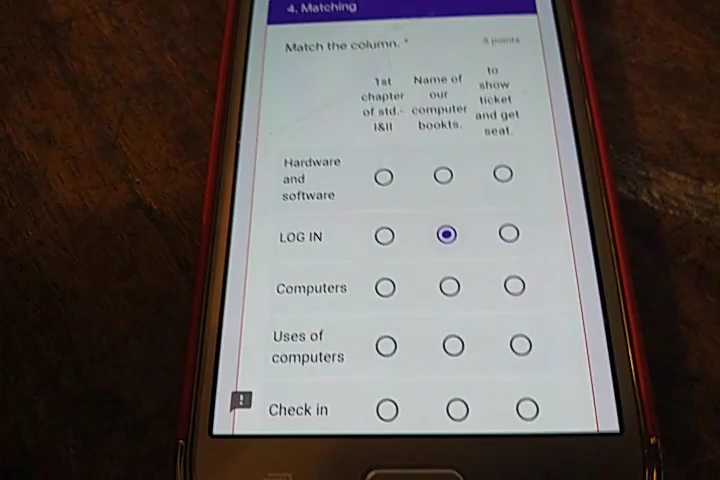 4. Matching
Match the column. *
5 points
1st chapter of std.- I&II
Name of our computer bookts.
to show ticket and get seat.
Hardware and software
LOG IN
Computers
Uses of computers
Check in